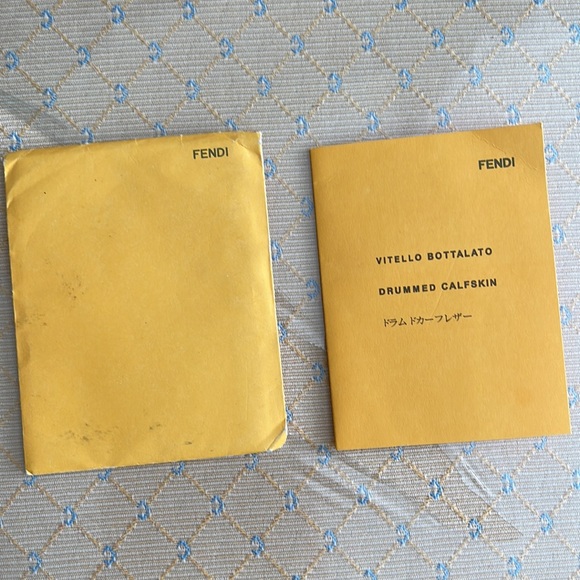 FENDI
FENDI
VITELLO BOTTALATO
DRUMMED CALFSKIN
ドラムドカーフレザー